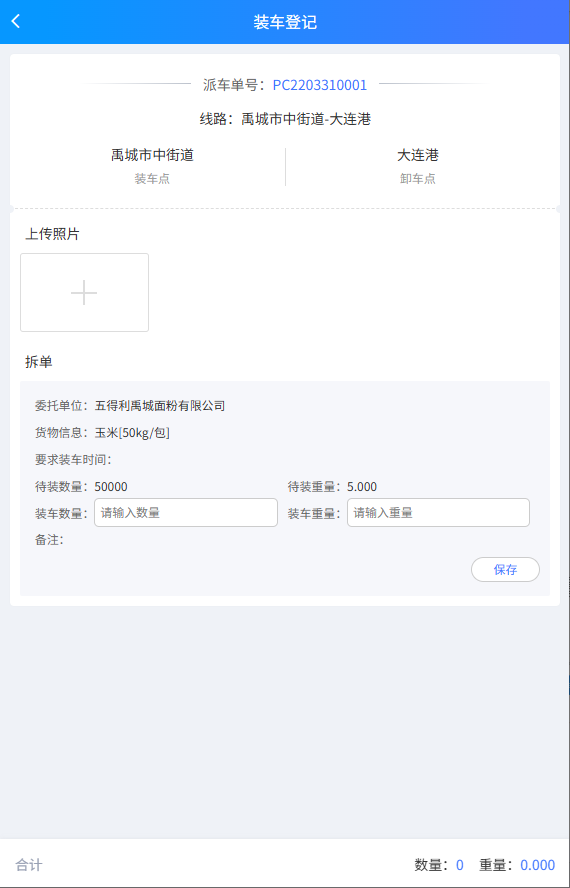 装车登记
派车单号：PC2203310001
线路：禹城市中街道-大连港
禹城市中街道 大连港
装车点 卸车点
上传照片
拆单
委托单位：五得利禹城面粉有限公司
货物信息：玉米[50kg/包]
要求装车时间：
待装数量：50000 待装重量：5.000
装车数量：请输入数量 装车重量：请输入重量
备注：
保存
合计 数量：0 重量：0.000